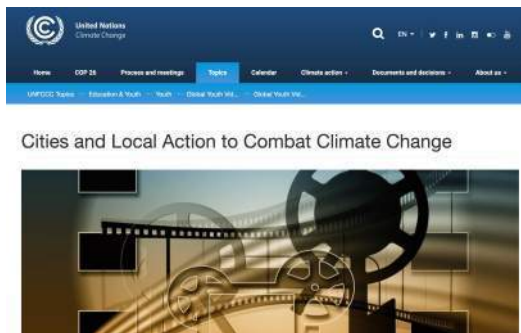 United Nations
Climate Change
EN
Home COP 26 Process and meetings Topics Calendar Climate action Documents and decisions About us
UNFCCC Topics Education & Youth Youth Global Youth Vid... Global Youth Vid...
Cities and Local Action to Combat Climate Change